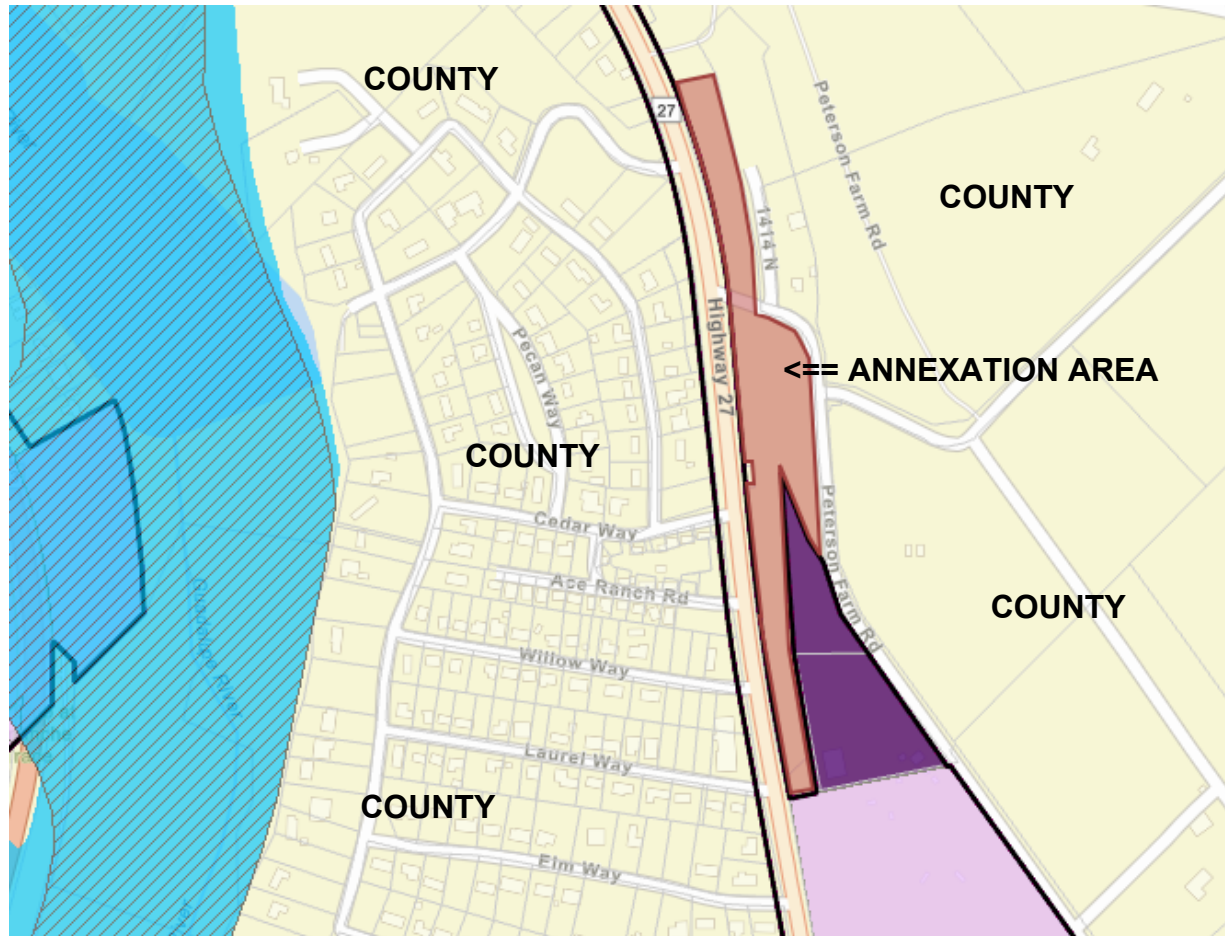 COUNTY
27
Peterson Farm Rd
COUNTY
1414 N
Highway 27
Pecan Way
<== ANNEXATION AREA
COUNTY
Cedar Way
Peterson Farm Rd
Ace Ranch Rd
COUNTY
Willow Way
Guadalupe River
Laurel Way
COUNTY
Elm Way